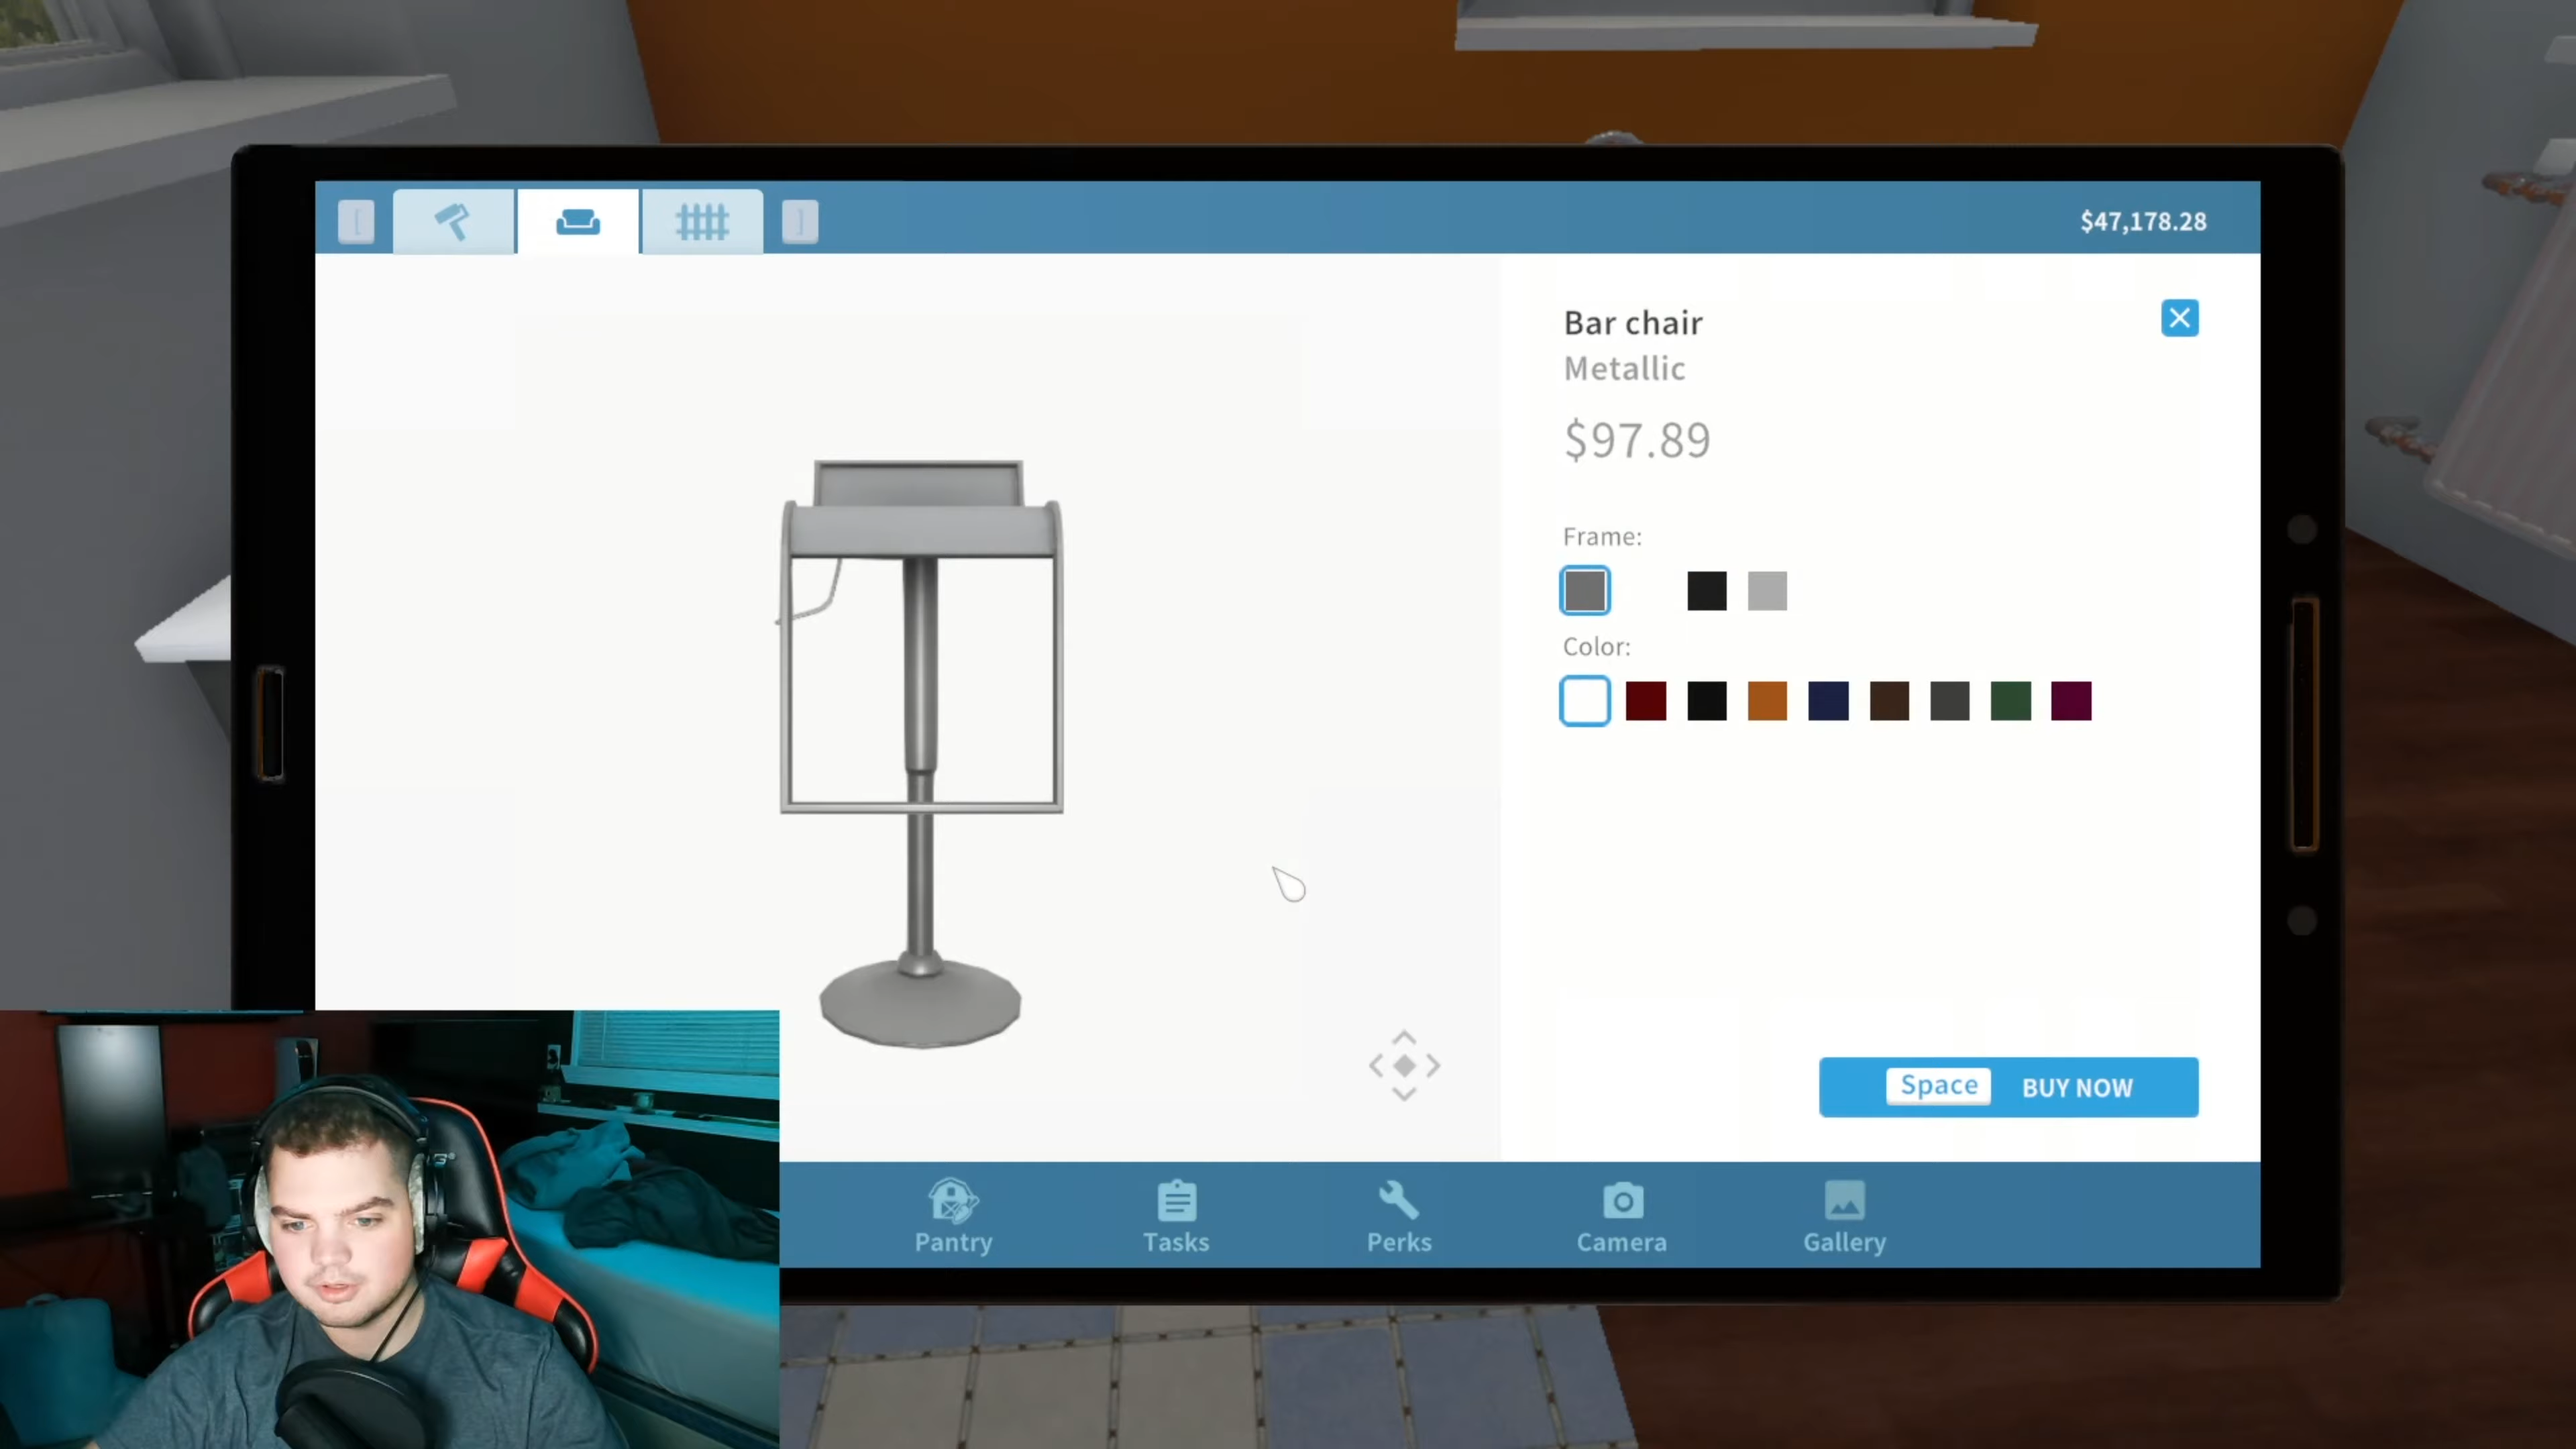 [
]
$47,178.28
Bar chair
Metallic
$97.89
Frame:
Color:
Space BUY NOW
Pantry
Tasks
Perks
Camera
Gallery